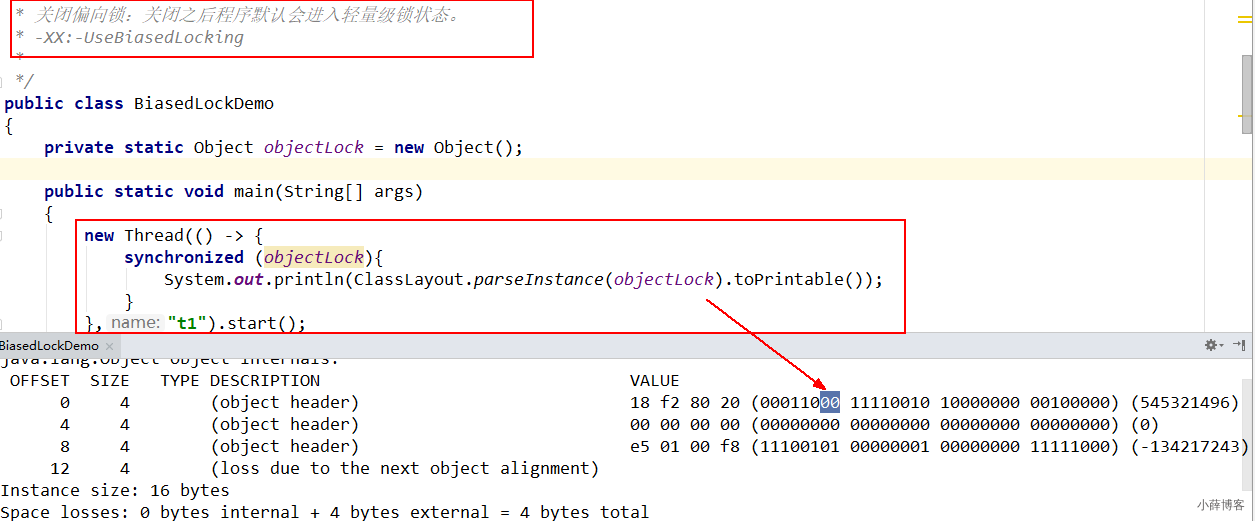 * 关闭偏向锁：关闭之后程序默认会进入轻量级锁状态。
* -XX:-UseBiasedLocking
*
*/
public class BiasedLockDemo
{
private static Object objectLock = new Object();
public static void main(String[] args)
{
new Thread(() -> {
synchronized (objectLock){
System.out.println(ClassLayout.parseInstance(objectLock).toPrintable());
}
}, name: "t1").start();
BiasedLockDemo ×
java.lang.Object object internals:
OFFSET SIZE TYPE DESCRIPTION VALUE
0 4 (object header) 18 f2 80 20 (00011000 11110010 10000000 00100000) (545321496)
4 4 (object header) 00 00 00 00 (00000000 00000000 00000000 00000000) (0)
8 4 (object header) e5 01 00 f8 (11100101 00000001 00000000 11111000) (-134217243)
12 4 (loss due to the next object alignment)
Instance size: 16 bytes
Space losses: 0 bytes internal + 4 bytes external = 4 bytes total
小薛博客